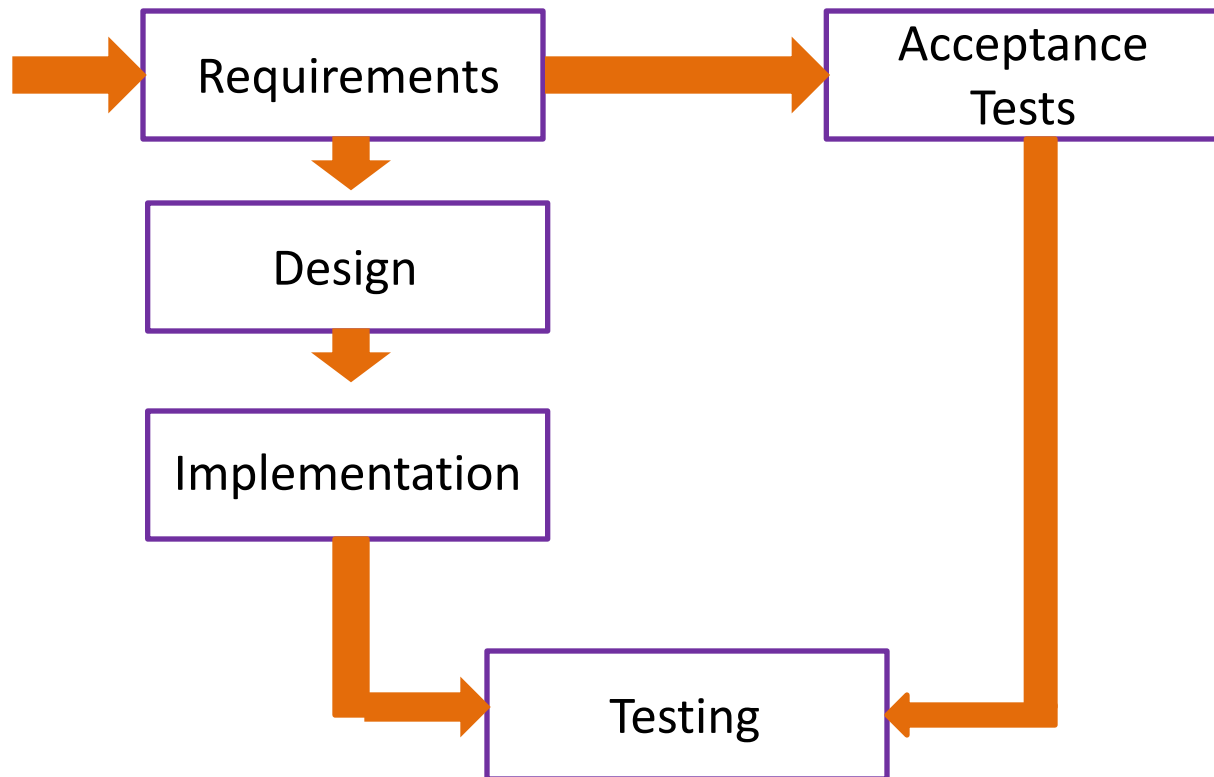 Requirements
Acceptance
Tests
Design
Implementation
Testing